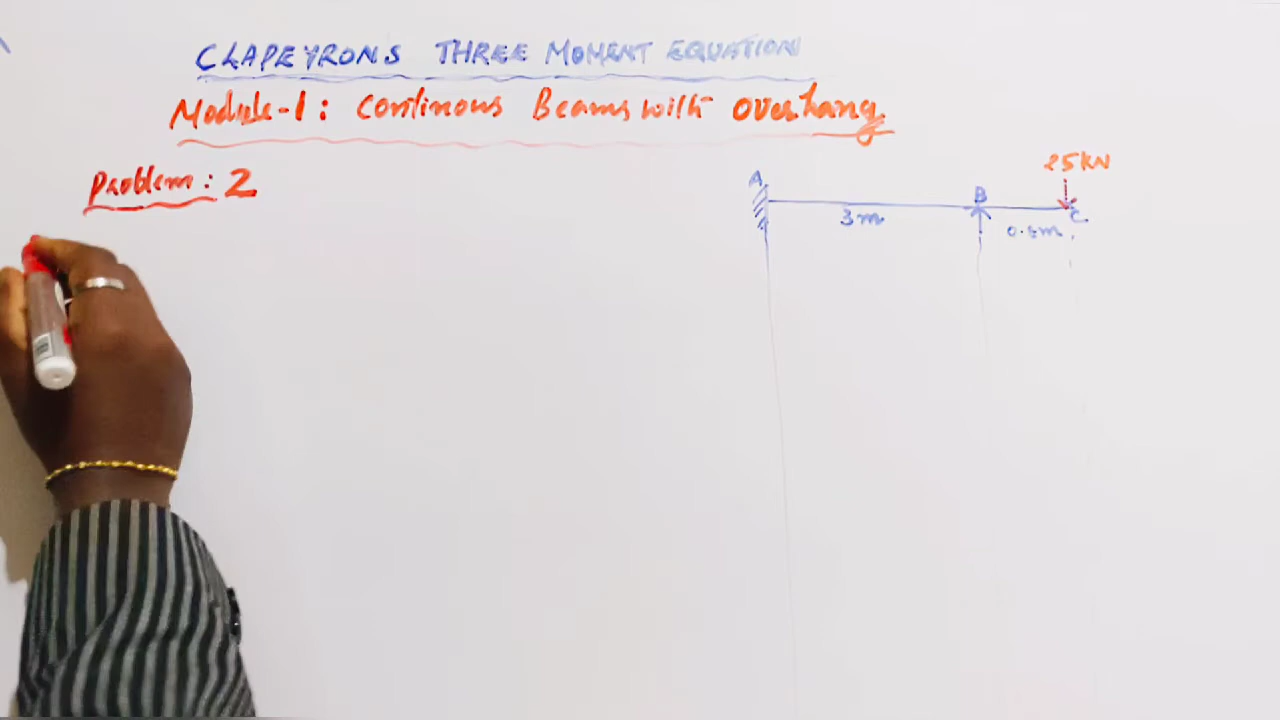 CLAPEYRONS THREE MOMENT EQUATION
Module-1: Continous Beams with overhang
Problem: 2
25KN
A
B
C
3m
0.5m